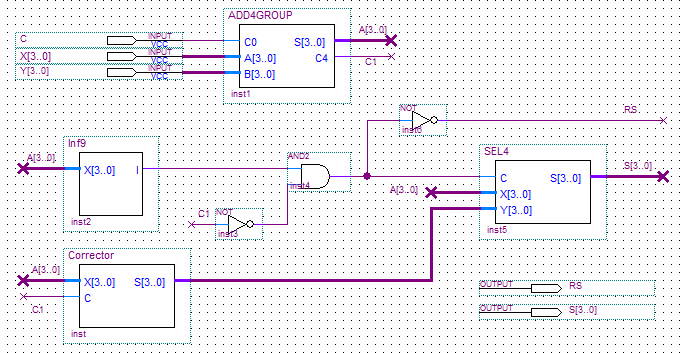 ADD4GROUP
C INPUT VCC C0 S[3..0] A[3..0]
X[3..0] INPUT VCC A[3..0] C4 C1
Y[3..0] INPUT VCC B[3..0]
inst1
NOT RS
inst6
Inf9
A[3..0] X[3..0] I
inst2
AND2
inst4
C1 NOT
inst3
SEL4
C S[3..0] S[3..0]
A[3..0] X[3..0]
Y[3..0]
inst5
Corrector
A[3..0] X[3..0] S[3..0]
C1 C
inst
OUTPUT RS
OUTPUT S[3..0]